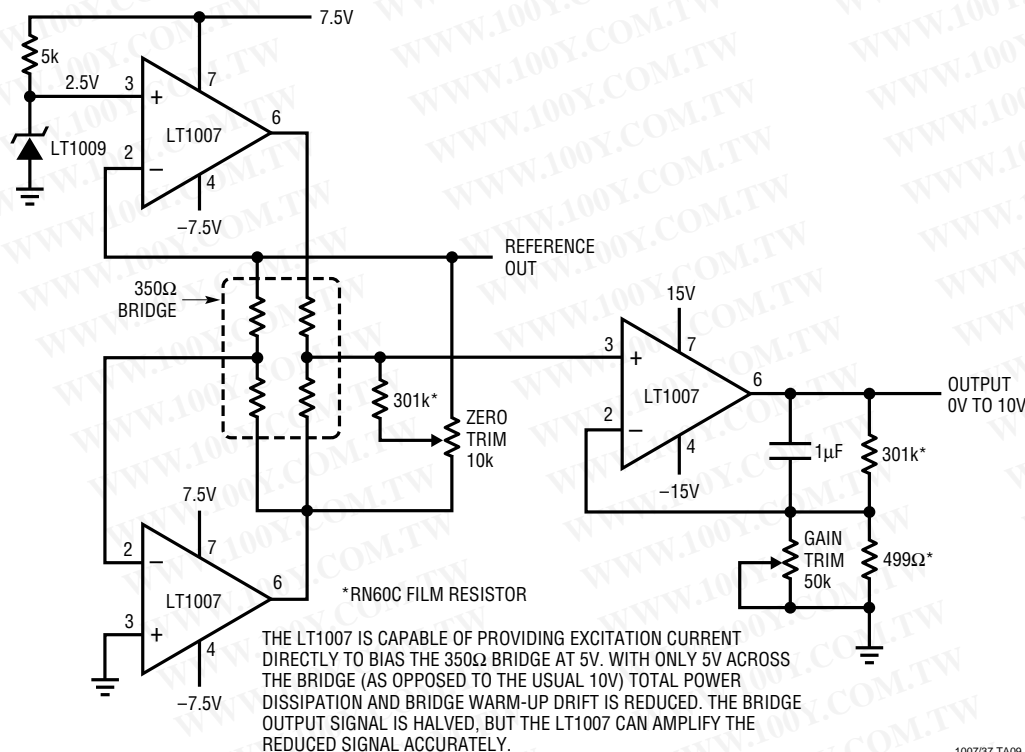 7.5V
5k
2.5V
3
+
7
6
LT1007
LT1009
2
−
4
−7.5V
REFERENCE
OUT
350Ω
BRIDGE
15V
3
+
7
6
OUTPUT
0V TO 10V
301k*
LT1007
ZERO
TRIM
10k
2
−
4
1µF
301k*
−15V
7.5V
GAIN
TRIM
50k
499Ω*
2
−
7
6
LT1007
*RN60C FILM RESISTOR
3
+
4
−7.5V
THE LT1007 IS CAPABLE OF PROVIDING EXCITATION CURRENT
DIRECTLY TO BIAS THE 350Ω BRIDGE AT 5V. WITH ONLY 5V ACROSS
THE BRIDGE (AS OPPOSED TO THE USUAL 10V) TOTAL POWER
DISSIPATION AND BRIDGE WARM-UP DRIFT IS REDUCED. THE BRIDGE
OUTPUT SIGNAL IS HALVED, BUT THE LT1007 CAN AMPLIFY THE
REDUCED SIGNAL ACCURATELY.
1007/37 TA09
WWW.100Y.COM.TW